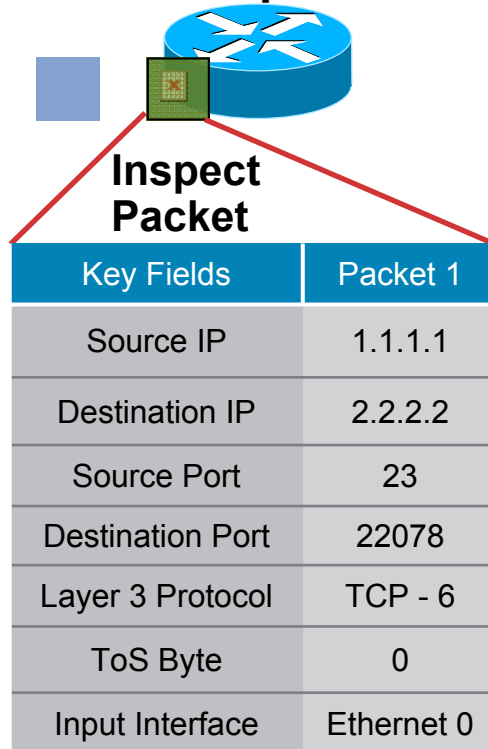 Inspect
Packet
Key Fields Packet 1
Source IP 1.1.1.1
Destination IP 2.2.2.2
Source Port 23
Destination Port 22078
Layer 3 Protocol TCP - 6
ToS Byte 0
Input Interface Ethernet 0